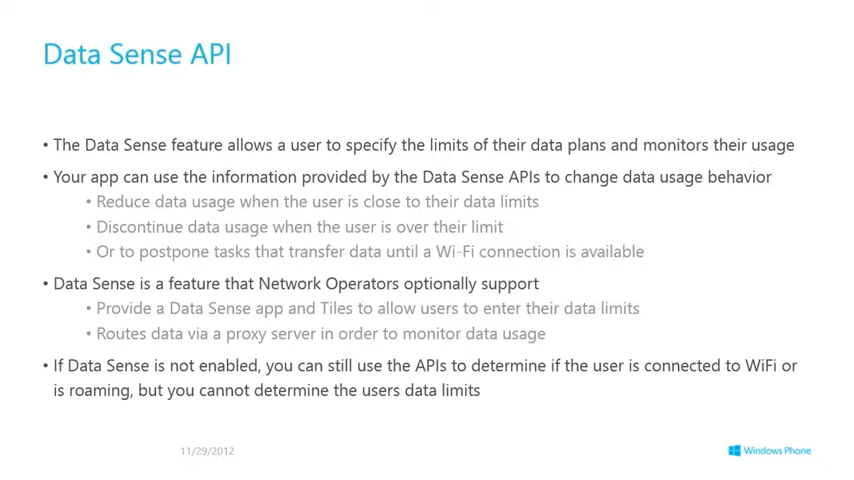 Data Sense API
• The Data Sense feature allows a user to specify the limits of their data plans and monitors their usage
• Your app can use the information provided by the Data Sense APIs to change data usage behavior
• Reduce data usage when the user is close to their data limits
• Discontinue data usage when the user is over their limit
• Or to postpone tasks that transfer data until a Wi-Fi connection is available
• Data Sense is a feature that Network Operators optionally support
• Provide a Data Sense app and Tiles to allow users to enter their data limits
• Routes data via a proxy server in order to monitor data usage
• If Data Sense is not enabled, you can still use the APIs to determine if the user is connected to WiFi or
is roaming, but you cannot determine the users data limits
11/29/2012
Windows Phone